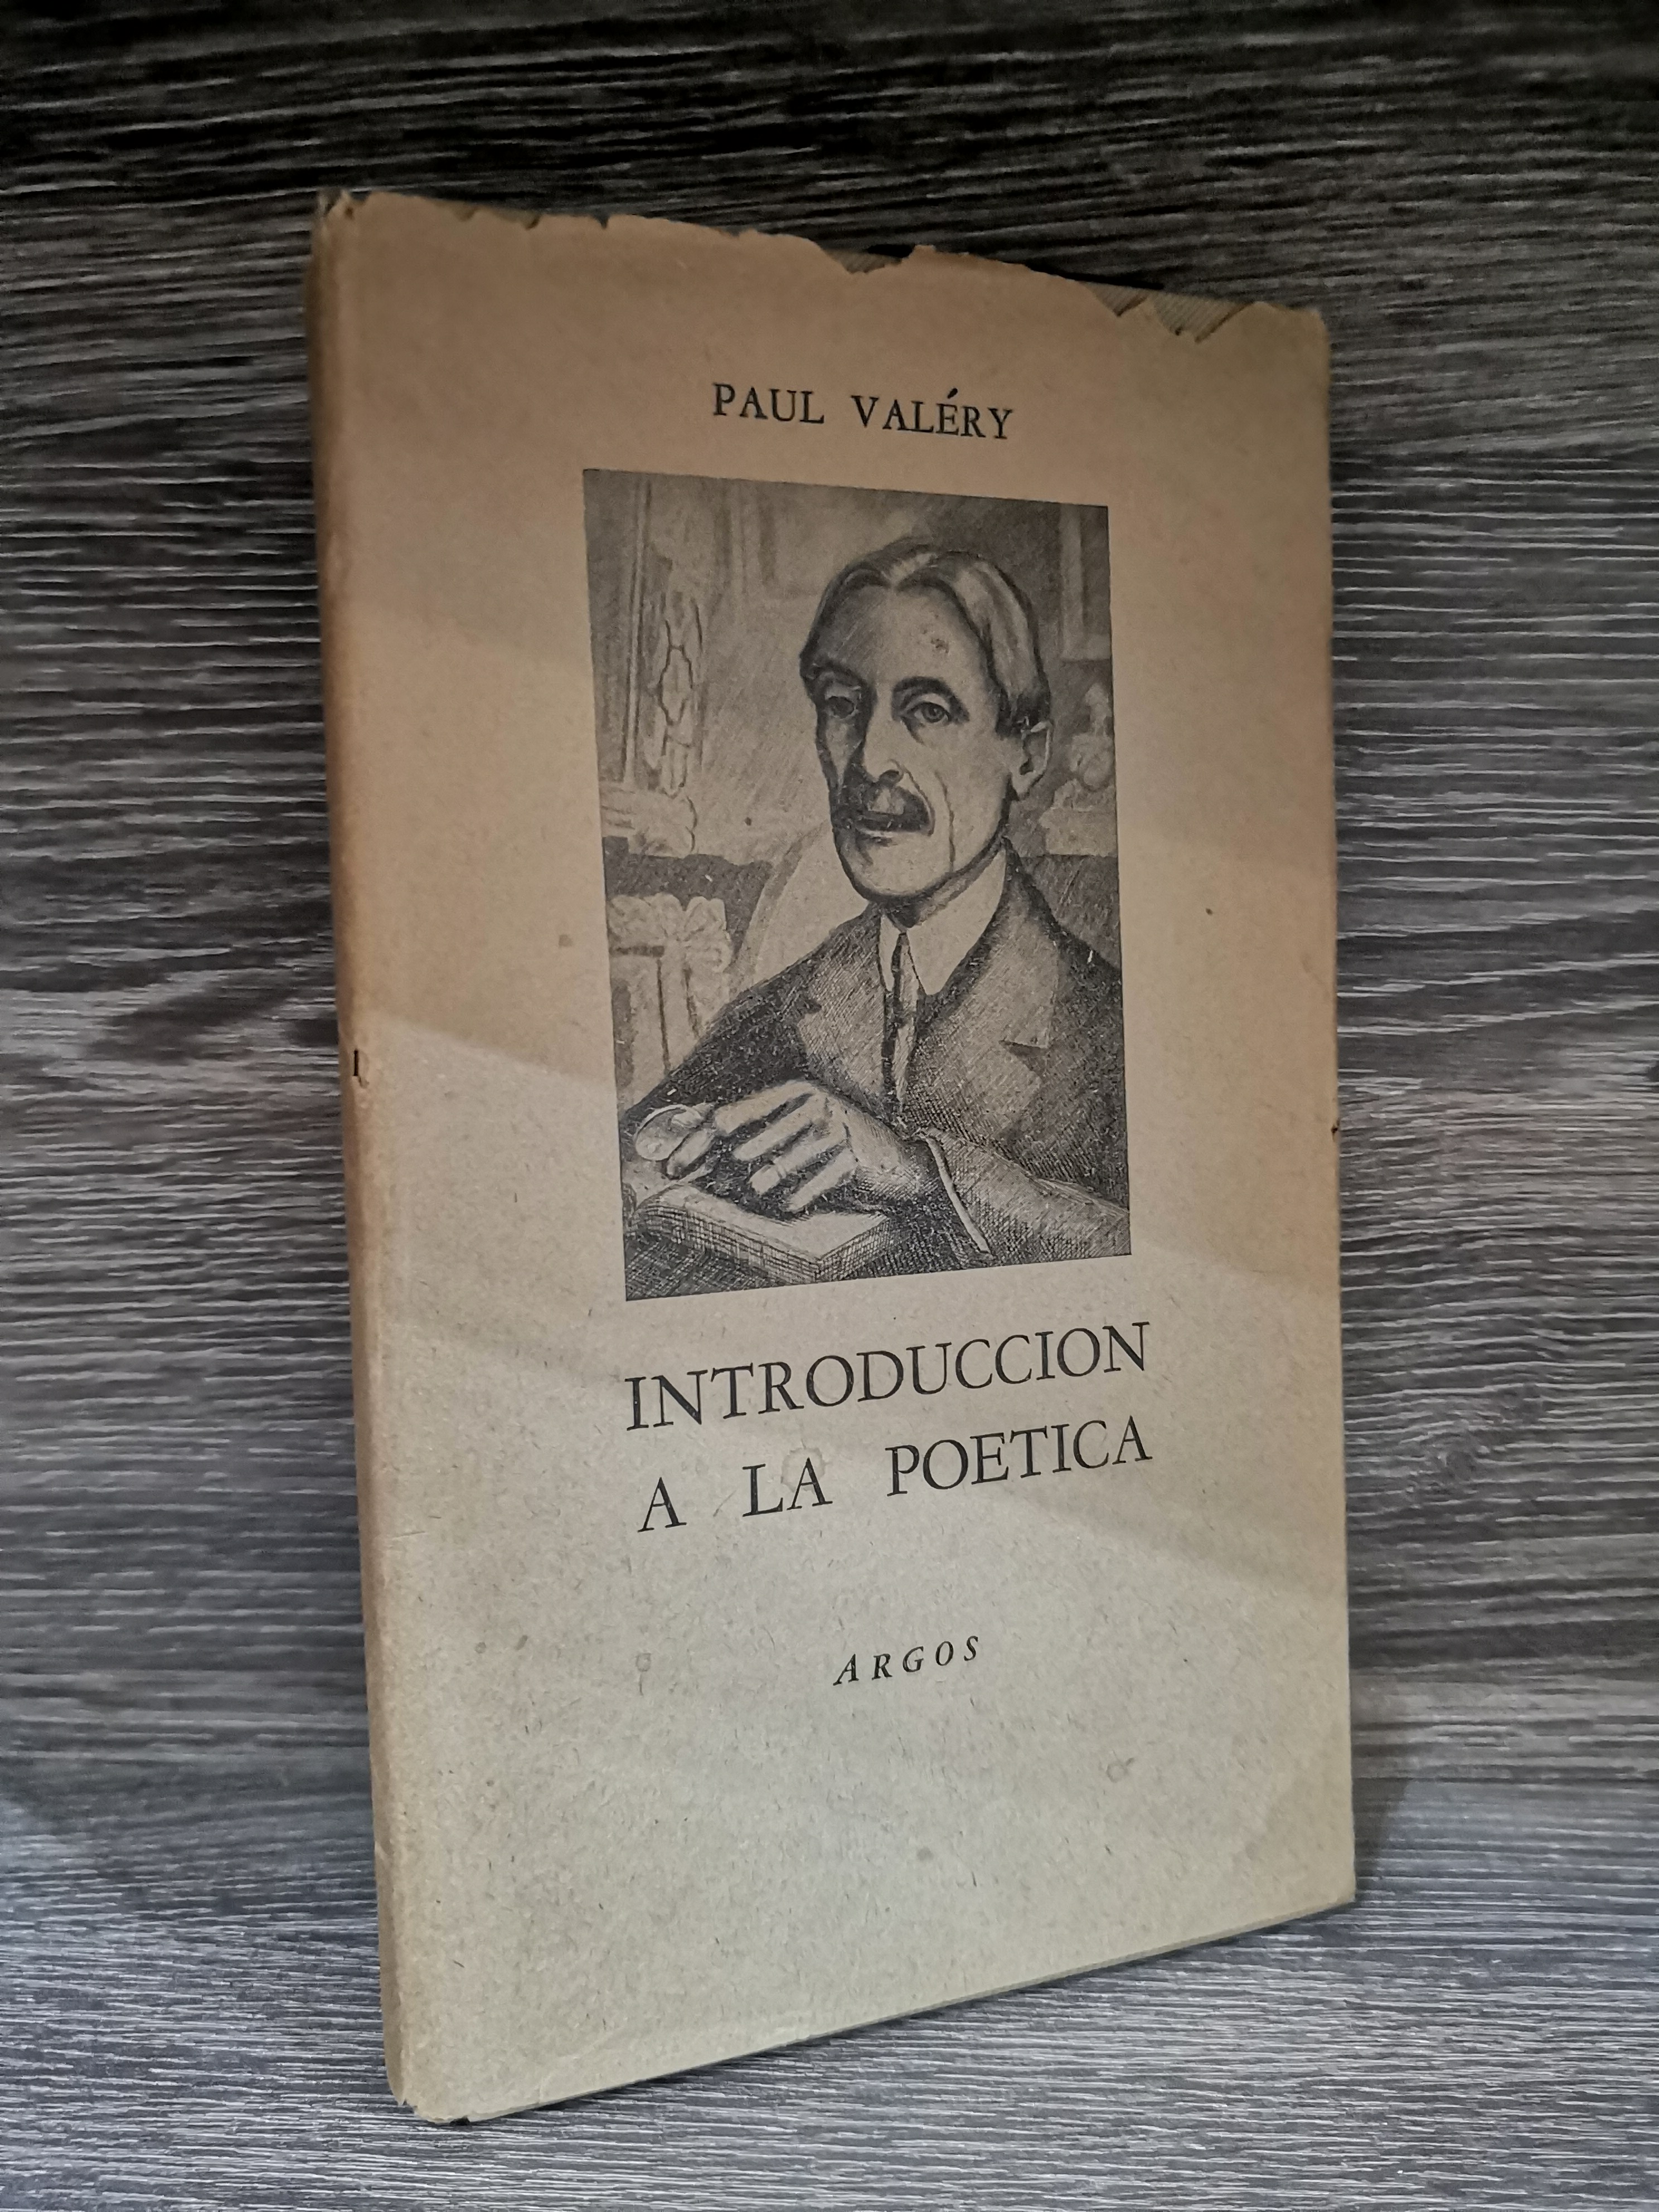 PAUL VALÉRY
INTRODUCCION
A LA POETICA
ARGOS